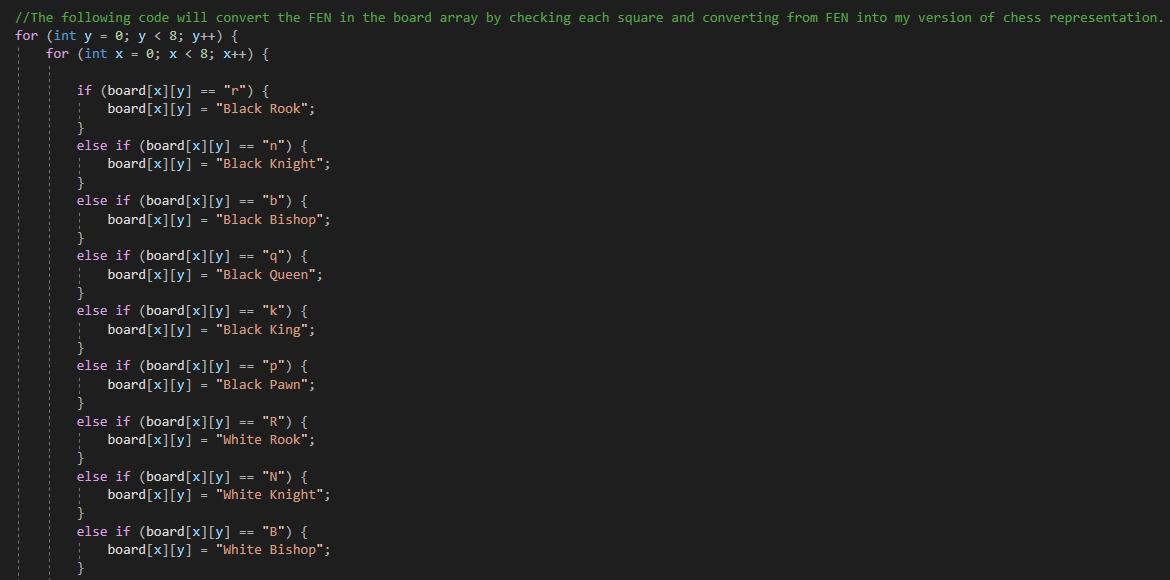 //The following code will convert the FEN in the board array by checking each square and converting from FEN into my version of chess representation.
for (int y = 0; y < 8; y++) {
    for (int x = 0; x < 8; x++) {

        if (board[x][y] == "r") {
            board[x][y] = "Black Rook";
        }
        else if (board[x][y] == "n") {
            board[x][y] = "Black Knight";
        }
        else if (board[x][y] == "b") {
            board[x][y] = "Black Bishop";
        }
        else if (board[x][y] == "q") {
            board[x][y] = "Black Queen";
        }
        else if (board[x][y] == "k") {
            board[x][y] = "Black King";
        }
        else if (board[x][y] == "p") {
            board[x][y] = "Black Pawn";
        }
        else if (board[x][y] == "R") {
            board[x][y] = "White Rook";
        }
        else if (board[x][y] == "N") {
            board[x][y] = "White Knight";
        }
        else if (board[x][y] == "B") {
            board[x][y] = "White Bishop";
        }